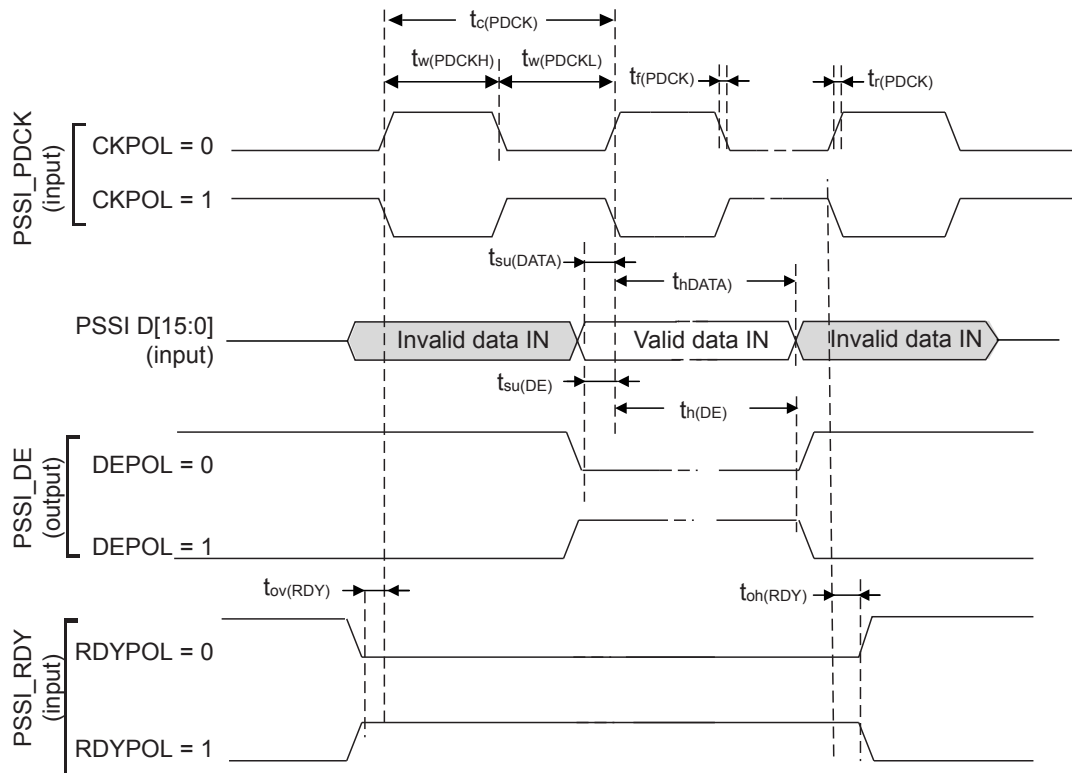 tc(PDCK)
tw(PDCKH) tw(PDCKL) tf(PDCK) tr(PDCK)
PSSI_PDCK
(input)
CKPOL = 0
CKPOL = 1
tsu(DATA)
thDATA)
PSSI D[15:0]
(input)
Invalid data IN Valid data IN Invalid data IN
tsu(DE)
th(DE)
PSSI_DE
(output)
DEPOL = 0
DEPOL = 1
tov(RDY) toh(RDY)
PSSI_RDY
(input)
RDYPOL = 0
RDYPOL = 1